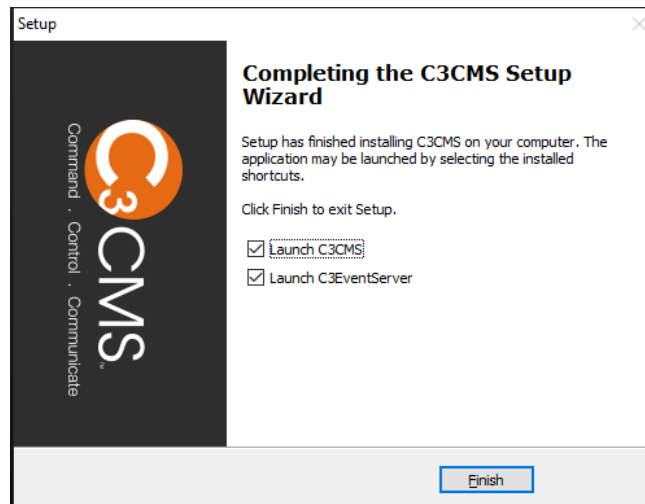 Setup
Completing the C3CMS Setup
Wizard
Setup has finished installing C3CMS on your computer. The
application may be launched by selecting the installed
shortcuts.
Click Finish to exit Setup.
Launch C3CMS
Launch C3EventServer
C3CMS™
Command . Control . Communicate
Finish